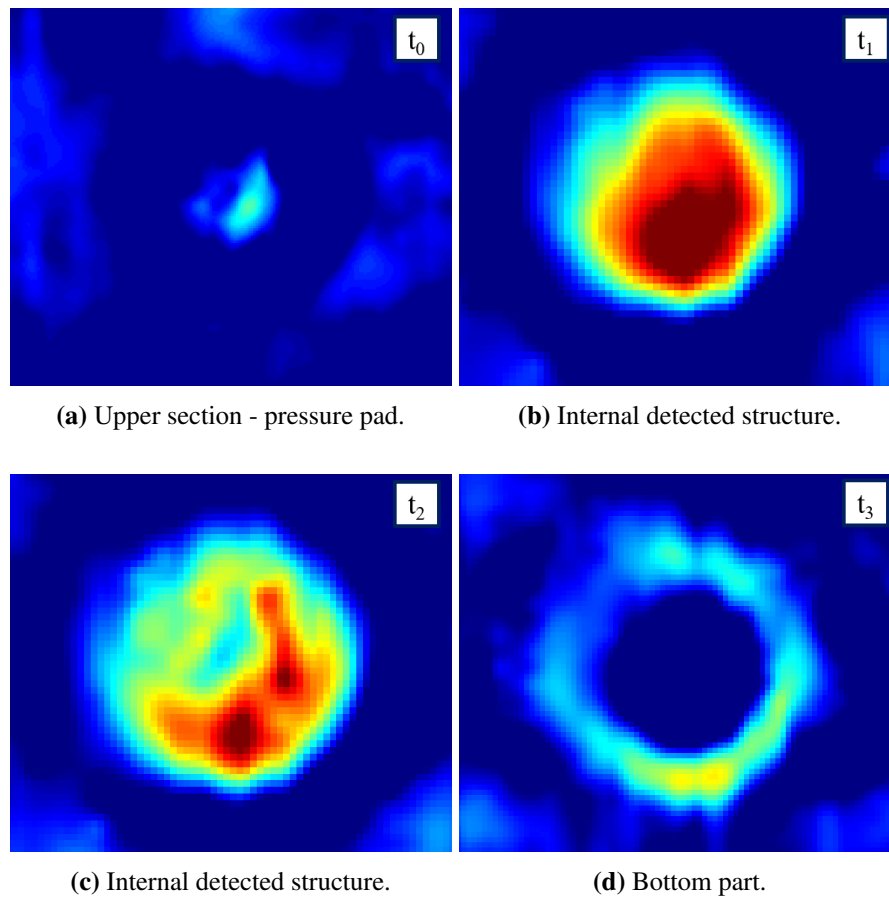 t₀
t₁
(a) Upper section - pressure pad.
(b) Internal detected structure.
t₂
t₃
(c) Internal detected structure.
(d) Bottom part.